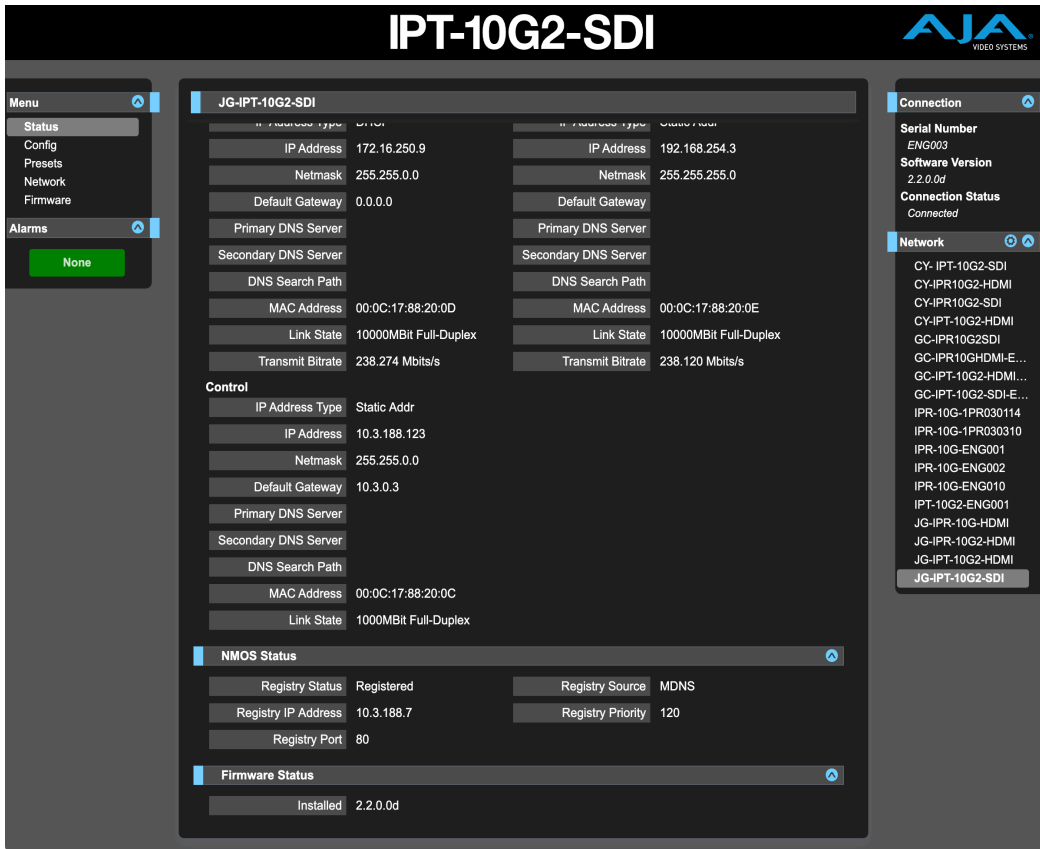 IPT-10G2-SDI
AJA
VIDEO SYSTEMS
Menu
Status
Config
Presets
Network
Firmware
Alarms
None
JG-IPT-10G2-SDI
IP Address Type DHCP IP Address Type Static Addr
IP Address 172.16.250.9 IP Address 192.168.254.3
Netmask 255.255.0.0 Netmask 255.255.255.0
Default Gateway 0.0.0.0 Default Gateway
Primary DNS Server Primary DNS Server
Secondary DNS Server Secondary DNS Server
DNS Search Path DNS Search Path
MAC Address 00:0C:17:88:20:0D MAC Address 00:0C:17:88:20:0E
Link State 10000MBit Full-Duplex Link State 10000MBit Full-Duplex
Transmit Bitrate 238.274 Mbits/s Transmit Bitrate 238.120 Mbits/s
Control
IP Address Type Static Addr
IP Address 10.3.188.123
Netmask 255.255.0.0
Default Gateway 10.3.0.3
Primary DNS Server
Secondary DNS Server
DNS Search Path
MAC Address 00:0C:17:88:20:0C
Link State 1000MBit Full-Duplex
NMOS Status
Registry Status Registered Registry Source MDNS
Registry IP Address 10.3.188.7 Registry Priority 120
Registry Port 80
Firmware Status
Installed 2.2.0.0d
Connection
Serial Number
ENG003
Software Version
2.2.0.0d
Connection Status
Connected
Network
CY- IPT-10G2-SDI
CY-IPR10G2-HDMI
CY-IPR10G2-SDI
CY-IPT-10G2-HDMI
GC-IPR10G2SDI
GC-IPR10GHDMI-E...
GC-IPT-10G2-HDMI...
GC-IPT-10G2-SDI-E...
IPR-10G-1PR030114
IPR-10G-1PR030310
IPR-10G-ENG001
IPR-10G-ENG002
IPR-10G-ENG010
IPT-10G2-ENG001
JG-IPR-10G-HDMI
JG-IPR-10G2-HDMI
JG-IPT-10G2-HDMI
JG-IPT-10G2-SDI